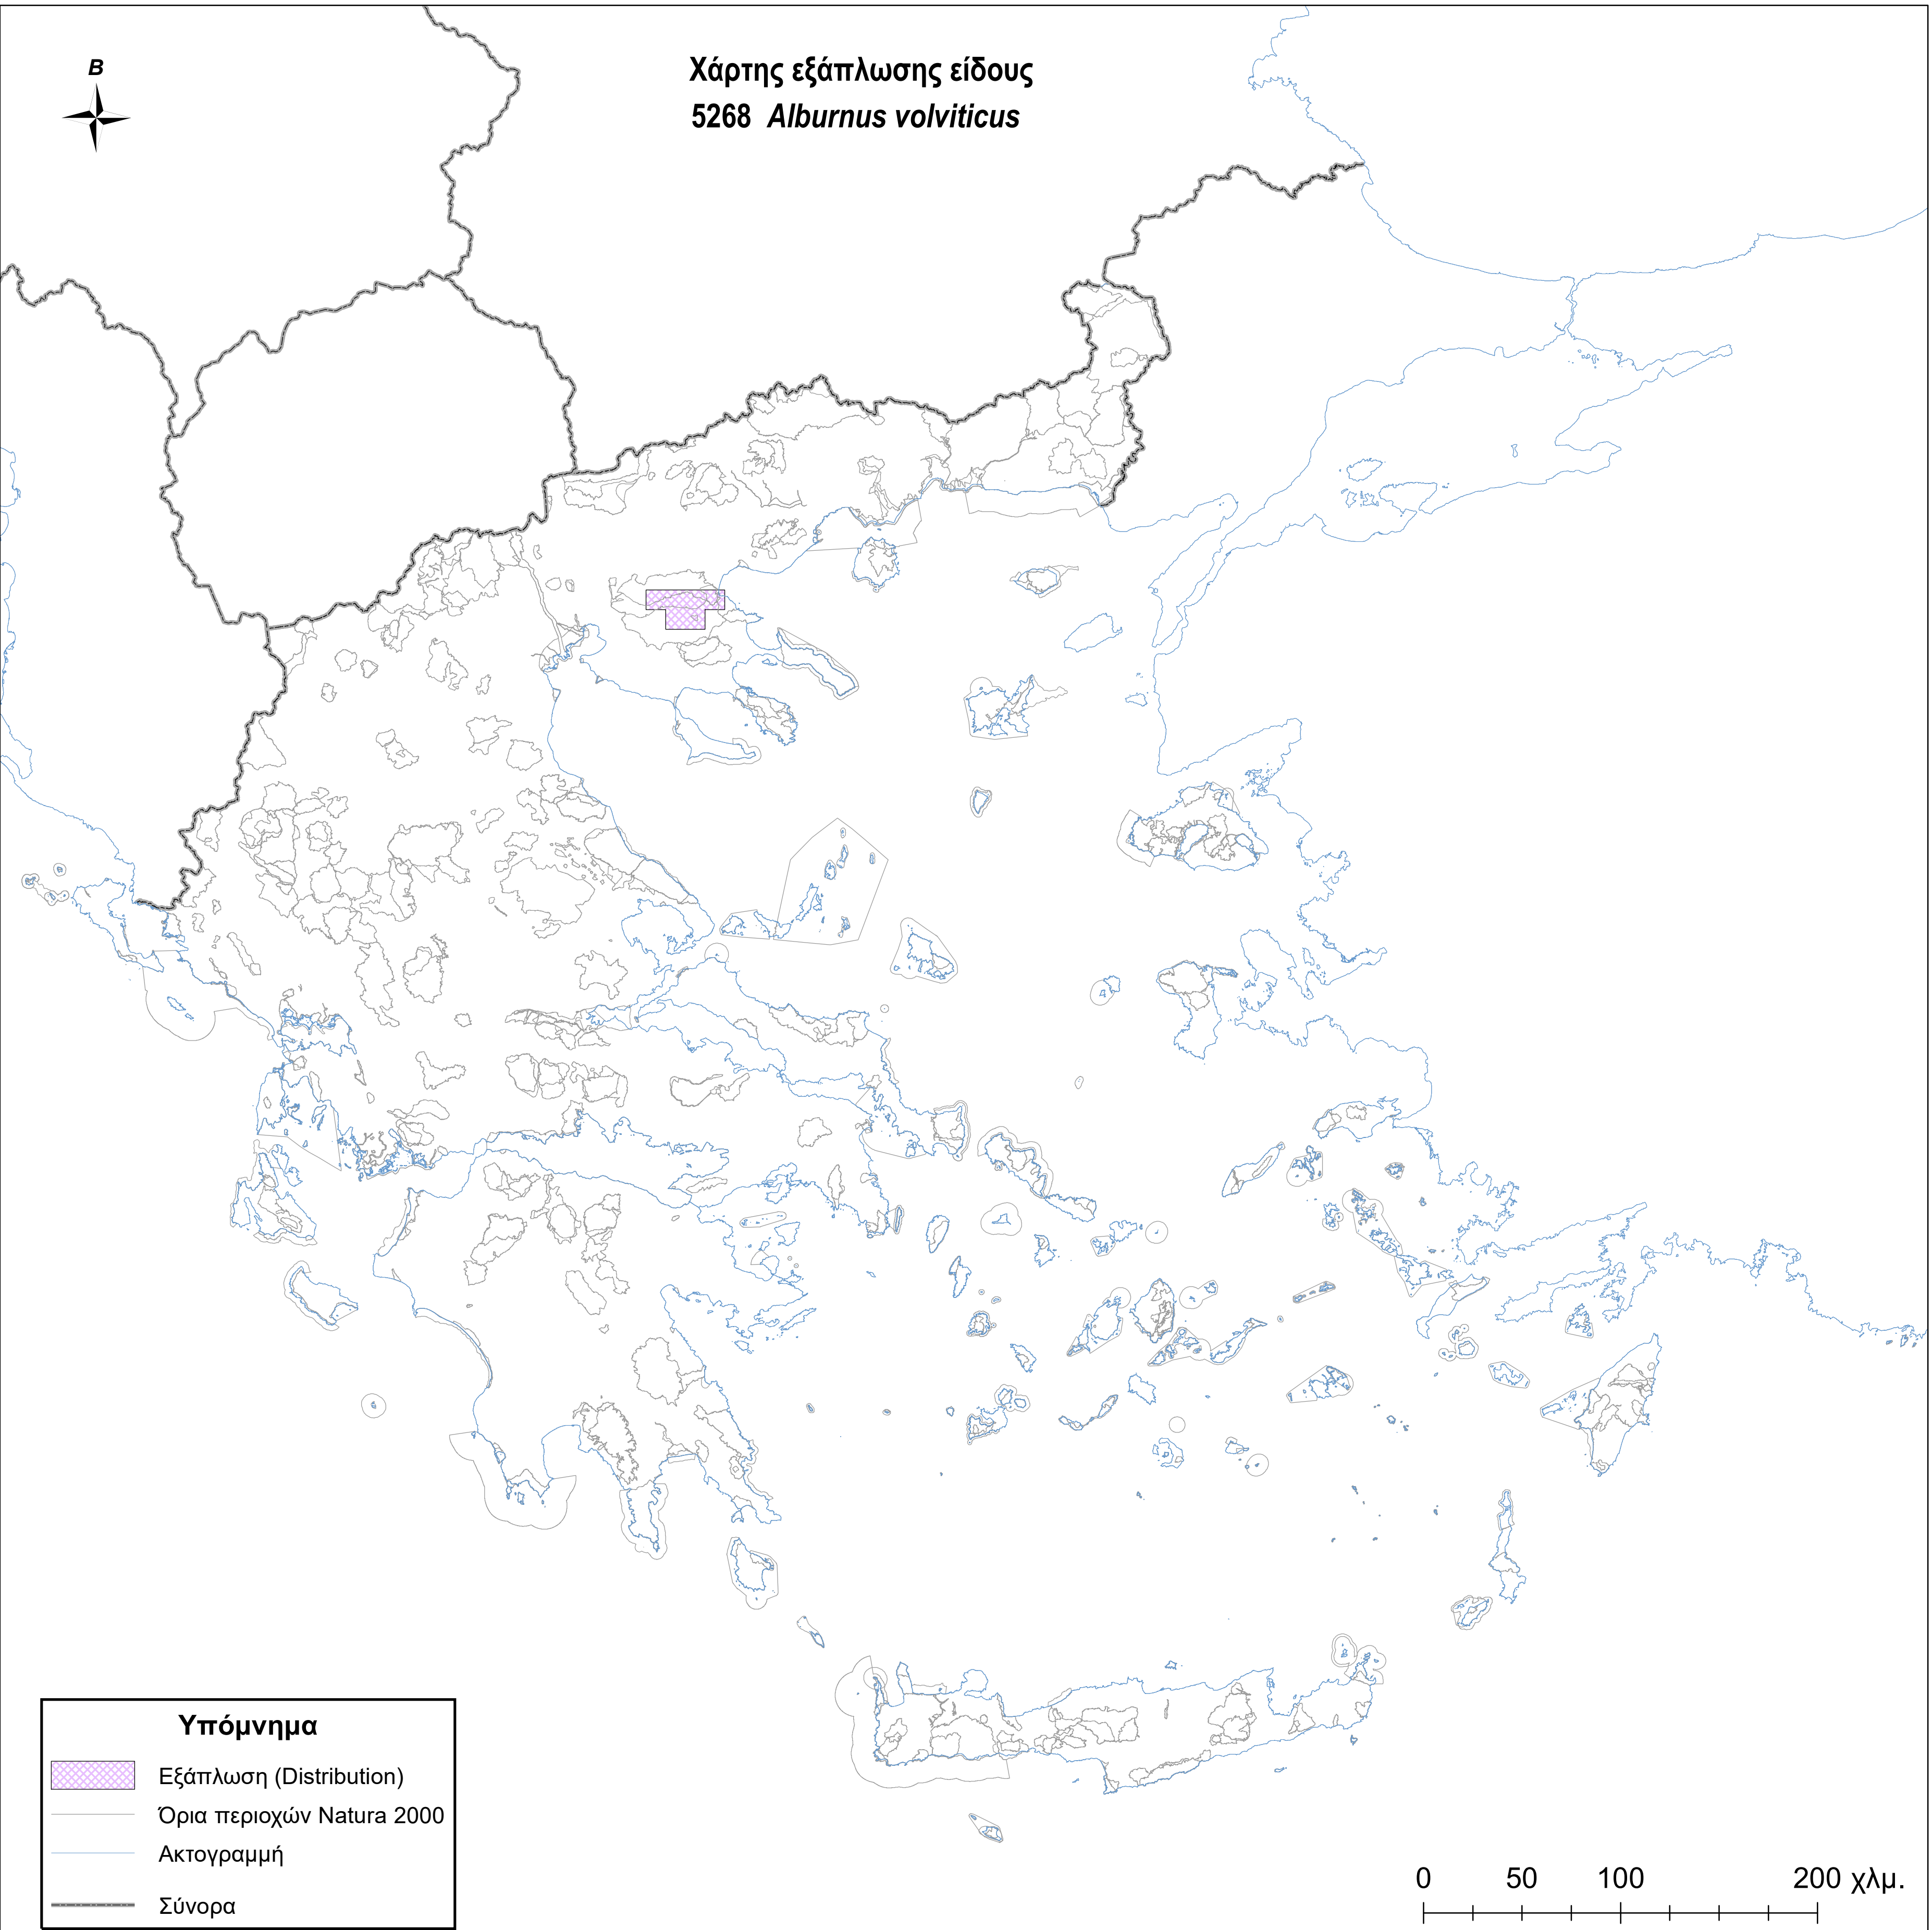 B
Χάρτης εξάπλωσης είδους
5268 Alburnus volviticus
Υπόμνημα
Εξάπλωση (Distribution)
Όρια περιοχών Natura 2000
Ακτογραμμή
Σύνορα
0 50 100 200 χλμ.